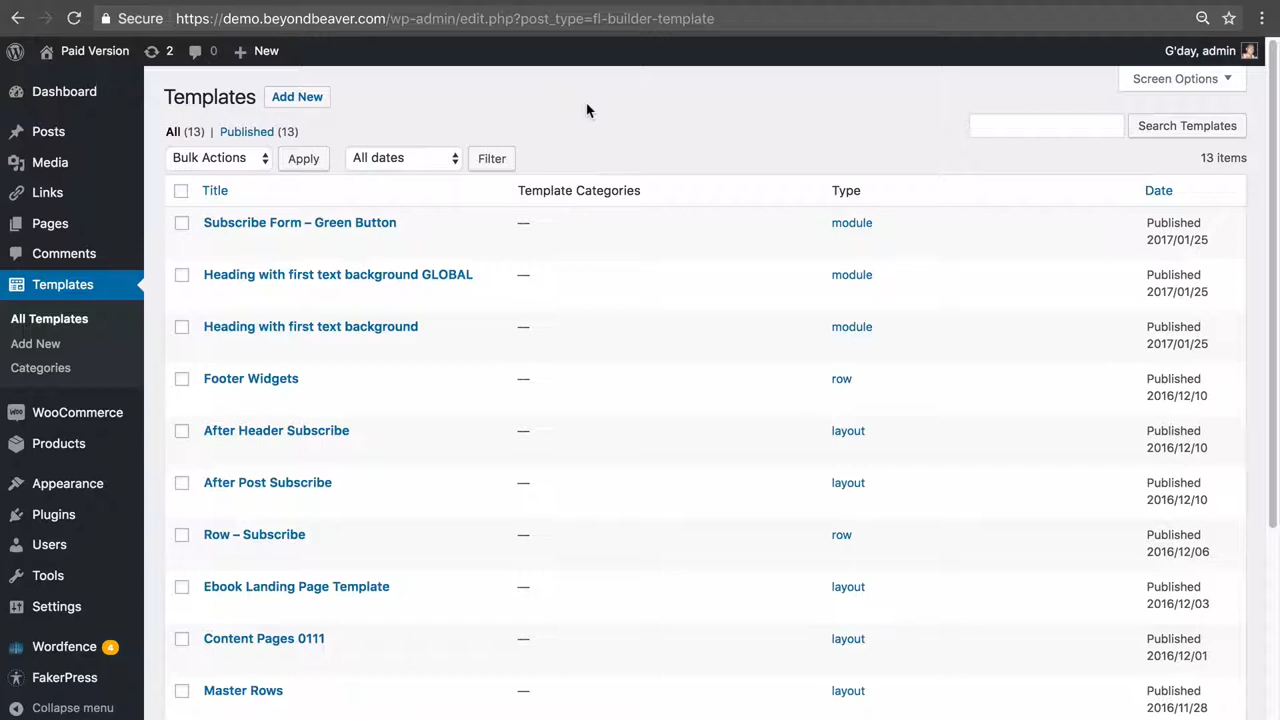 Secure https://demo.beyondbeaver.com/wp-admin/edit.php?post_type=fl-builder-template
Paid Version 2 0 New G'day, admin
Screen Options
Templates Add New
All (13) | Published (13)
Search Templates
Bulk Actions Apply All dates Filter 13 items
Title Template Categories Type Date
Subscribe Form – Green Button — module Published
2017/01/25
Heading with first text background GLOBAL — module Published
2017/01/25
Heading with first text background — module Published
2017/01/25
Footer Widgets — row Published
2016/12/10
After Header Subscribe — layout Published
2016/12/10
After Post Subscribe — layout Published
2016/12/10
Row – Subscribe — row Published
2016/12/06
Ebook Landing Page Template — layout Published
2016/12/03
Content Pages 0111 — layout Published
2016/12/01
Master Rows — layout Published
2016/11/28
Dashboard
Posts
Media
Links
Pages
Comments
Templates
All Templates
Add New
Categories
WooCommerce
Products
Appearance
Plugins
Users
Tools
Settings
Wordfence 4
FakerPress
Collapse menu